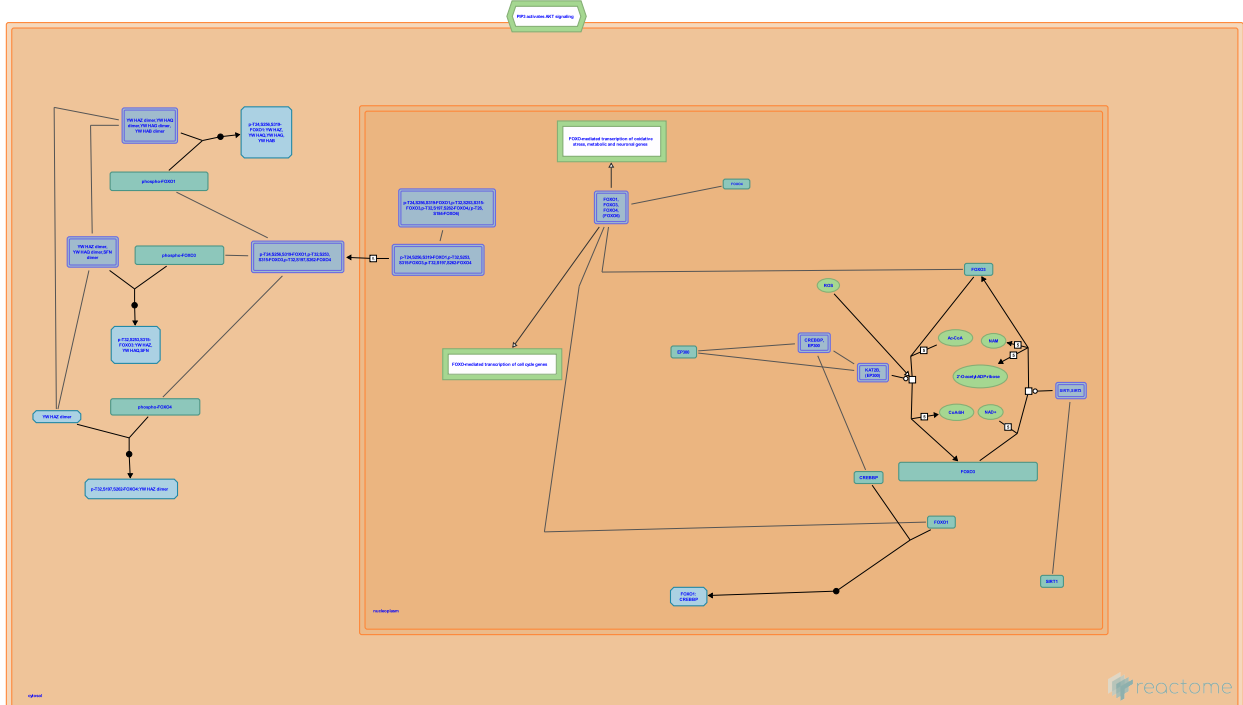 PIP3 activates AKT signaling
YWHAZ dimer,YWHAQ
dimer,YWHAG dimer,
YWHAB dimer
p-T24,S256,S319-
FOXO1:YWHAZ,
YWHAQ,YWHAG,
YWHAB
phospho-FOXO1
FOXO-mediated transcription of oxidative
stress, metabolic and neuronal genes
FOXO1,
FOXO3,
FOXO4,
(FOXO6)
p-T24,S256,S319-FOXO1,p-T32,S253,S315-
FOXO3,p-T32,S197,S262-FOXO4,( p-T26,
S184-FOXO6)
YWHAZ dimer,
YWHAQ dimer,SFN
dimer
phospho-FOXO3
p-T24,S256,S319-FOXO1,p-T32,S253,
S315-FOXO3,p-T32,S197,S262-FOXO4
p-T24,S256,S319-FOXO1,p-T32,S253,
S315-FOXO3,p-T32,S197,S262-FOXO4
FOXO3
ROS
p-T32,S253,S315-
FOXO3:YWHAZ,
YWHAQ,SFN
EP300
CREBBP,
EP300
Ac-CoA
NAM
FOXO-mediated transcription of cell cycle genes
KAT2B,
(EP300)
2'-O-acetyl-ADP-ribose
SIRT1,SIRT3
YWHAZ dimer
phospho-FOXO4
CoA-SH
NAD+
CREBBP
FOXO3
p-T32,S197,S262-FOXO4:YWHAZ dimer
FOXO1
SIRT1
FOXO1:
CREBBP
nucleoplasm
cytosol
reactome